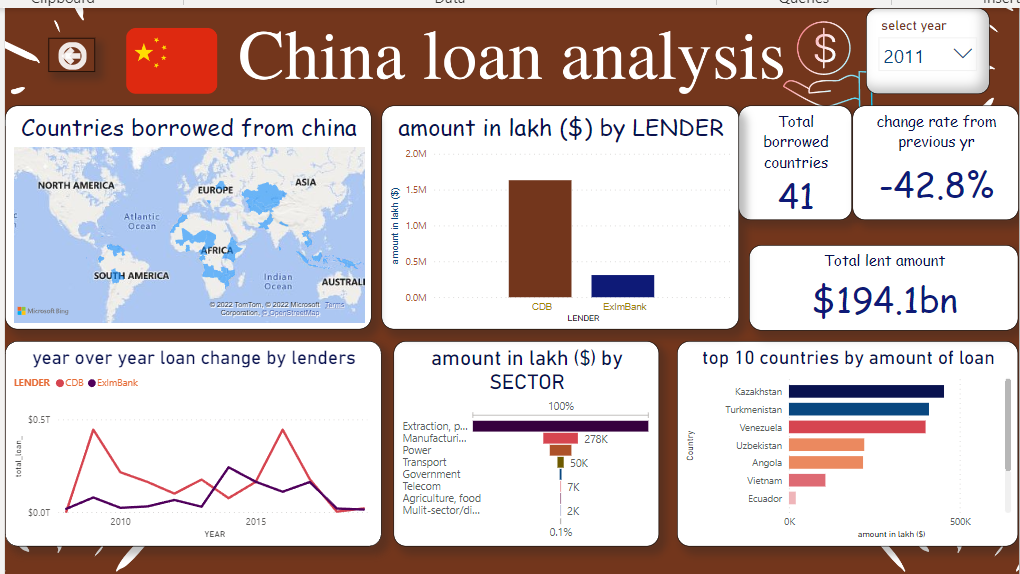 Clipboard
Data
Queries
Insert
China loan analysis
$
select year
2011
Countries borrowed from china
NORTH AMERICA
EUROPE
ASIA
Atlantic
Ocean
AFRICA
SOUTH AMERICA
Indian
Ocean
AUSTRALI
© 2022 TomTom, © 2022 Microsoft Terms
Corporation, © OpenStreetMap
Microsoft Bing
amount in lakh ($) by LENDER
2.0M
1.5M
1.0M
0.5M
0.0M
amount in lakh ($)
CDB
ExImBank
LENDER
Total
borrowed
countries
41
change rate from
previous yr
-42.8%
Total lent amount
$194.1bn
year over year loan change by lenders
LENDER CDB ExImBank
$0.5T
$0.0T
total_loan_
2010
2015
YEAR
amount in lakh ($) by
SECTOR
100%
Extraction, p...
Manufacturi...
278K
Power
Transport
50K
Government
Telecom
7K
Agriculture, food
Mulit-sector/di...
2K
0.1%
top 10 countries by amount of loan
Country
Kazakhstan
Turkmenistan
Venezuela
Uzbekistan
Angola
Vietnam
Ecuador
0K
500K
amount in lakh ($)